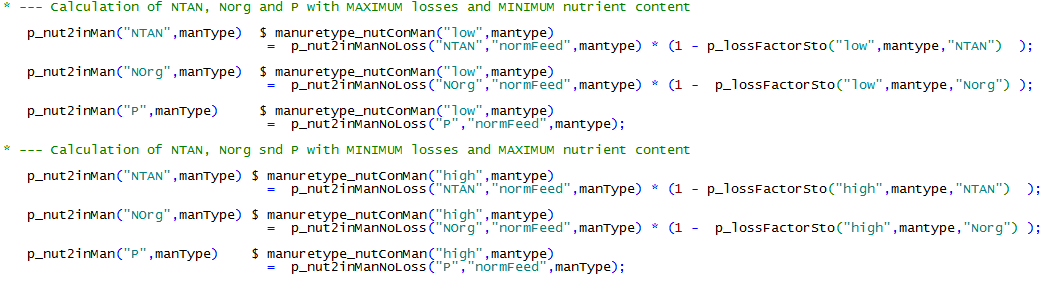 * --- Calculation of NTAN, Norg and P with MAXIMUM losses and MINIMUM nutrient content
p_nut2inMan("NTAN",manType)  $ manuretype_nutConMan("low",mantype)
=  p_nut2inManNoLoss("NTAN","normFeed",mantype) * (1 - p_lossFactorSto("low",mantype,"NTAN")  );
p_nut2inMan("NOrg",manType)  $ manuretype_nutConMan("low",mantype)
=  p_nut2inManNoLoss("NOrg","normFeed",mantype) * (1 -  p_lossFactorSto("low",mantype,"Norg") );
p_nut2inMan("P",manType)     $ manuretype_nutConMan("low",mantype)
=  p_nut2inManNoLoss("P","normFeed",mantype);
* --- Calculation of NTAN, Norg snd P with MINIMUM losses and MAXIMUM nutrient content
p_nut2inMan("NTAN",manType) $ manuretype_nutConMan("high",mantype)
=  p_nut2inManNoLoss("NTAN","normFeed",manType) * (1 - p_lossFactorSto("high",mantype,"NTAN")  );
p_nut2inMan("NOrg",manType) $ manuretype_nutConMan("high",mantype)
=  p_nut2inManNoLoss("NOrg","normFeed",manType) * (1 -  p_lossFactorSto("high",mantype,"Norg") );
p_nut2inMan("P",manType)    $ manuretype_nutConMan("high",mantype)
=  p_nut2inManNoLoss("P","normFeed",manType);